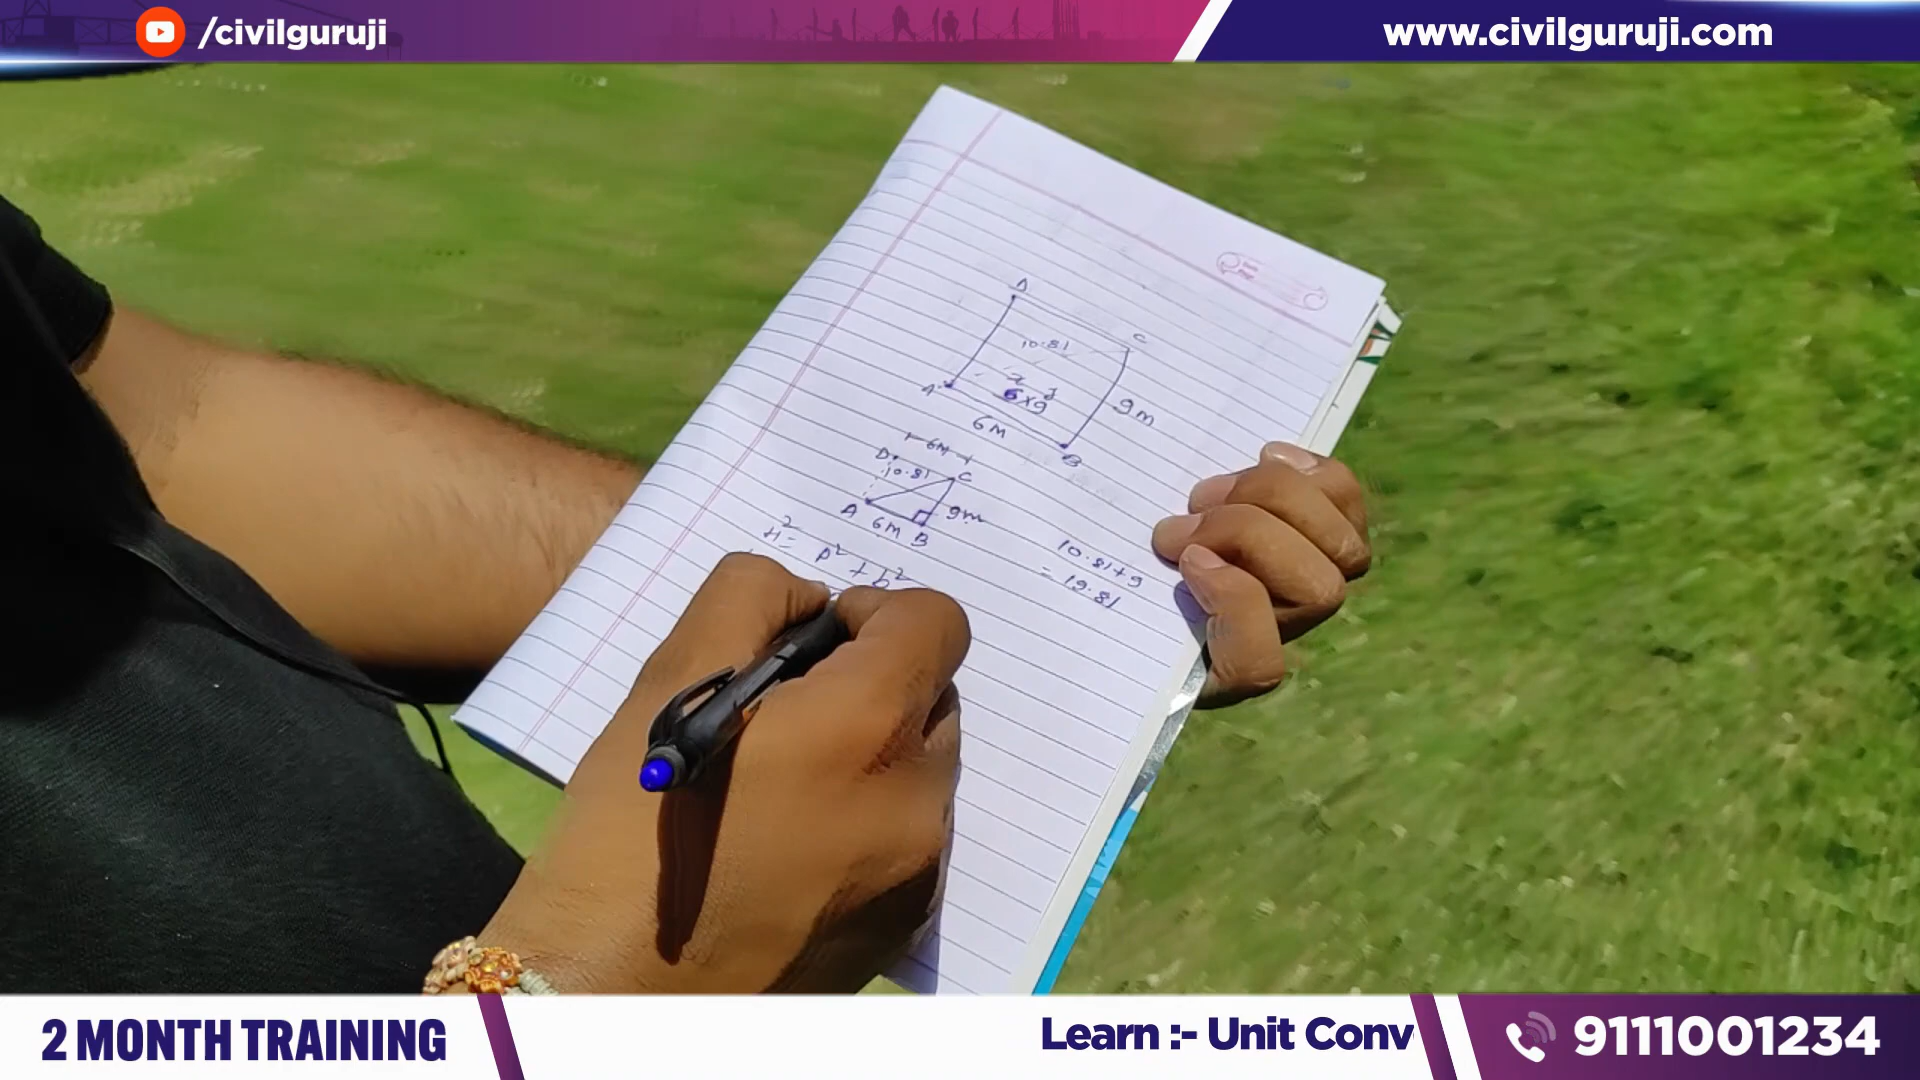 /civilguruji
www.civilguruji.com
D
C
10.81
x y
6x9
A
9m
6m
B
6m
D
10.81
C
A
9m
6m
B
H² = P² + b²
10.81+9
= 19.81
2 MONTH TRAINING
Learn :- Unit Conv
9111001234